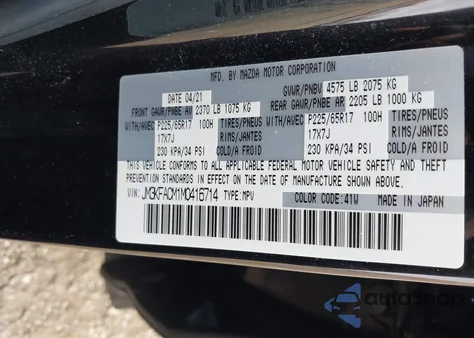 MFD. BY MAZDA MOTOR CORPORATION
DATE 04/21 GVWR/PNBV 4575 LB 2075 KG
FRONT GAWR/PNBE AV 2370 LB 1075 KG REAR GAWR/PNBE AR 2205 LB 1000 KG
WITH/AVEC P225/65R17 100H TIRES/PNEUS WITH/AVEC P225/65R17 100H TIRES/PNEUS
17X7J RIMS/JANTES 17X7J RIMS/JANTES
230 KPA/34 PSI COLD/A FROID 230 KPA/34 PSI COLD/A FROID
THIS VEHICLE CONFORMS TO ALL APPLICABLE FEDERAL MOTOR VEHICLE SAFETY AND THEFT
PREVENTION STANDARDS IN EFFECT ON THE DATE OF MANUFACTURE SHOWN ABOVE.
VIN: JM3KFACM1M0416714 TYPE:MPV COLOR CODE:41W MADE IN JAPAN
autoSnap